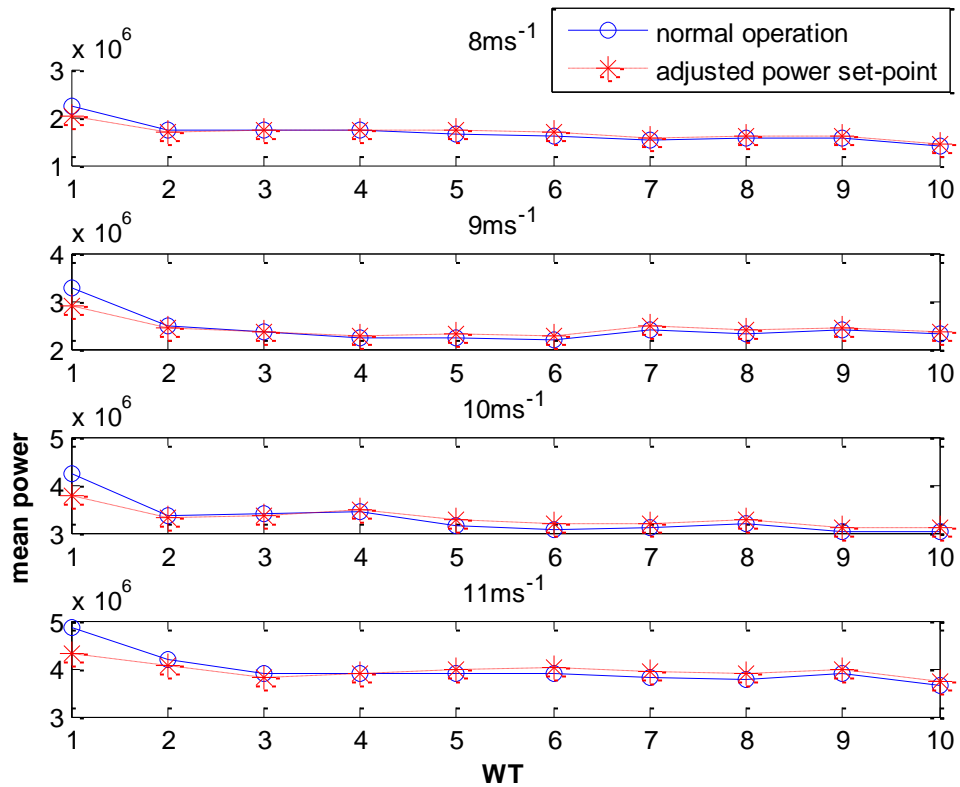 x 10^6
8ms^-1
normal operation
adjusted power set-point
3
2
1
1 2 3 4 5 6 7 8 9 10
x 10^6
9ms^-1
4
3
2
1 2 3 4 5 6 7 8 9 10
x 10^6
10ms^-1
5
4
3
1 2 3 4 5 6 7 8 9 10
mean power
x 10^6
11ms^-1
5
4
3
1 2 3 4 5 6 7 8 9 10
WT